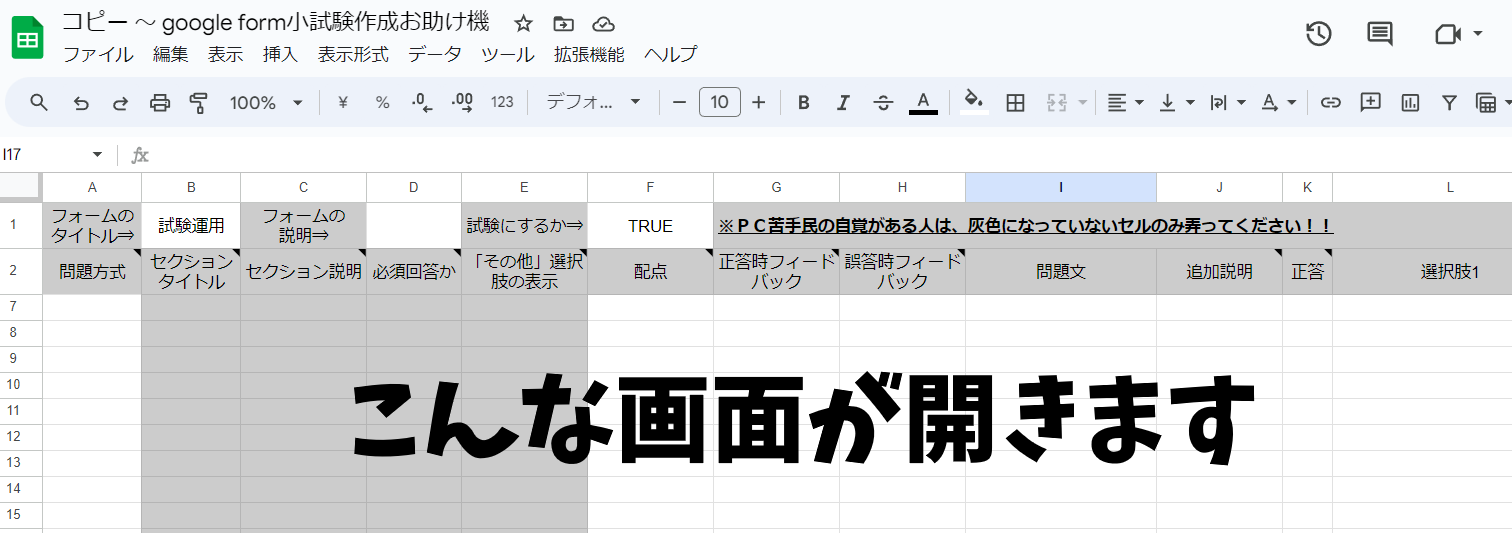 コピー ～ google form小試験作成お助け機
ファイル 編集 表示 挿入 表示形式 データ ツール 拡張機能 ヘルプ
100% ¥ % .0 .00 123 デフォ... − 10 + B I S A
I17 fx
A B C D E F G H I J K L
1 フォームの フォームの
タイトル⇒ 試験運用 説明⇒ 試験にするか⇒ TRUE ※ＰＣ苦手民の自覚がある人は、灰色になっていないセルのみ弄ってください！！
2 問題方式 セクション セクション説明 必須回答か 「その他」選択 配点 正答時フィード 誤答時フィード 問題文 追加説明 正答 選択肢1
タイトル 肢の表示 バック バック
7
8
9
10
11
12
13
14
15
こんな画面が開きます